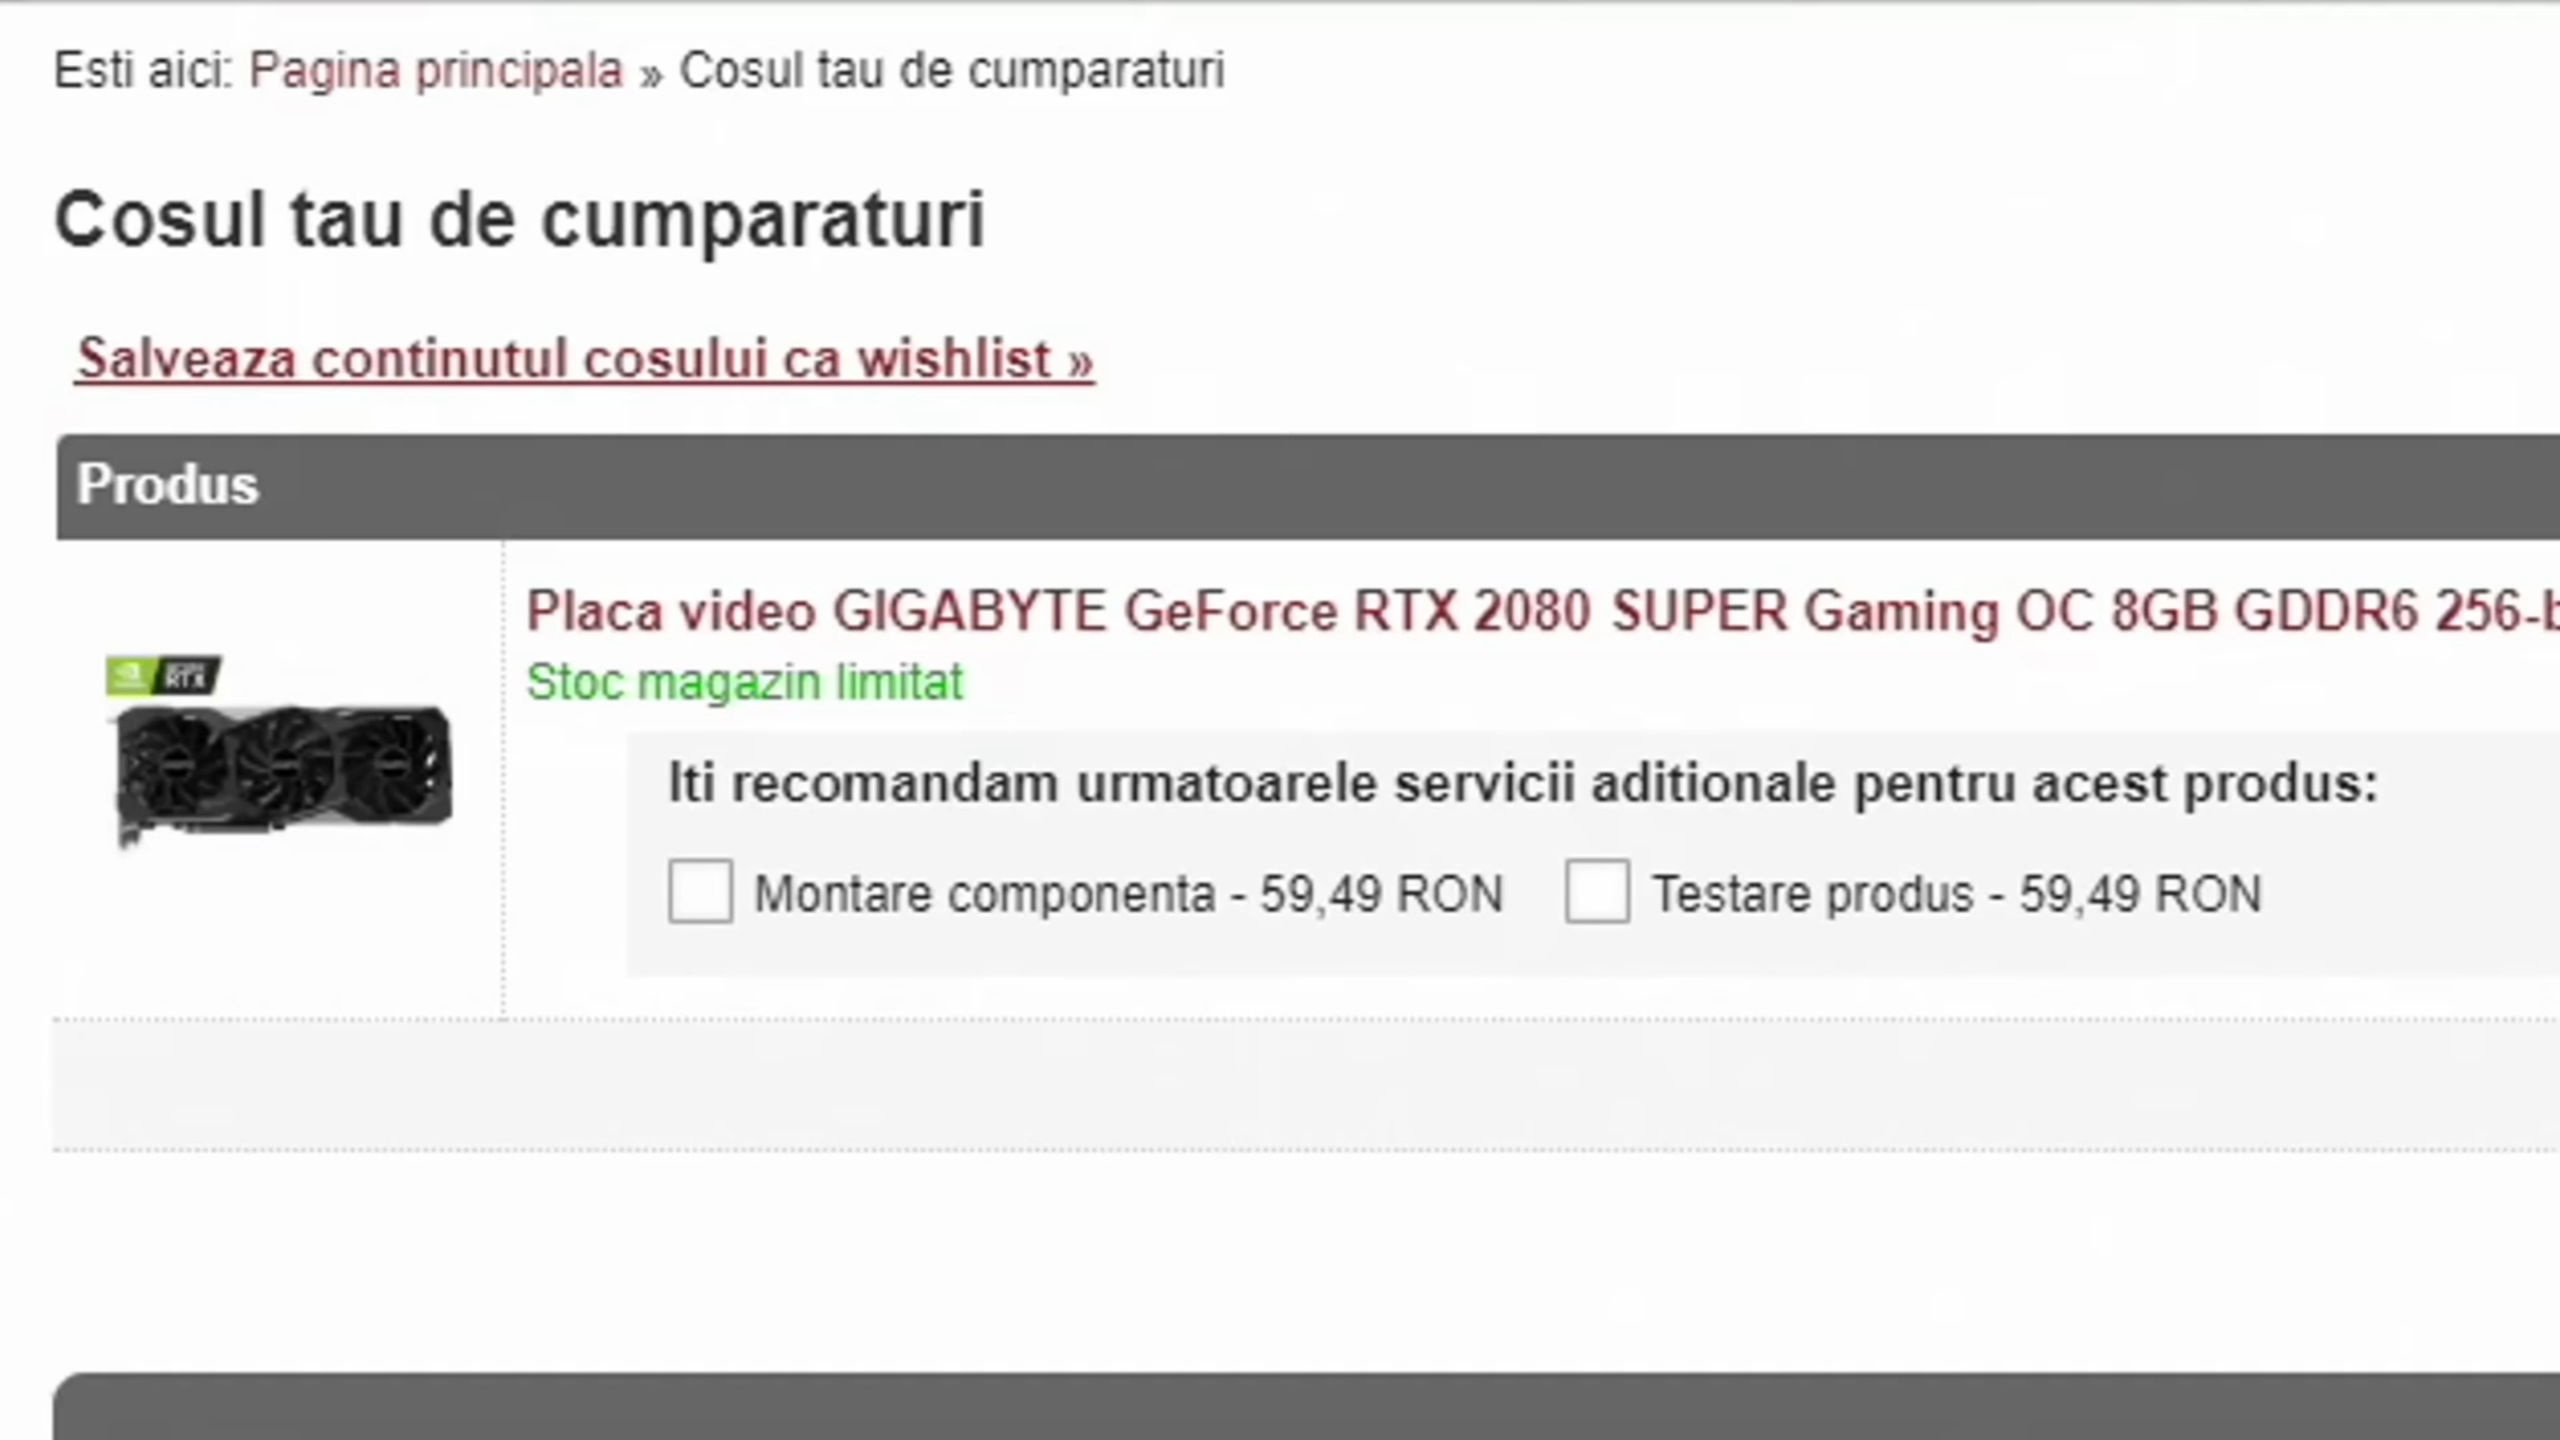 Esti aici: Pagina principala » Cosul tau de cumparaturi
Cosul tau de cumparaturi
Salveaza continutul cosului ca wishlist »
Produs
Placa video GIGABYTE GeForce RTX 2080 SUPER Gaming OC 8GB GDDR6 256-b
RTX
Stoc magazin limitat
Iti recomandam urmatoarele servicii aditionale pentru acest produs:
Montare componenta - 59,49 RON Testare produs - 59,49 RON